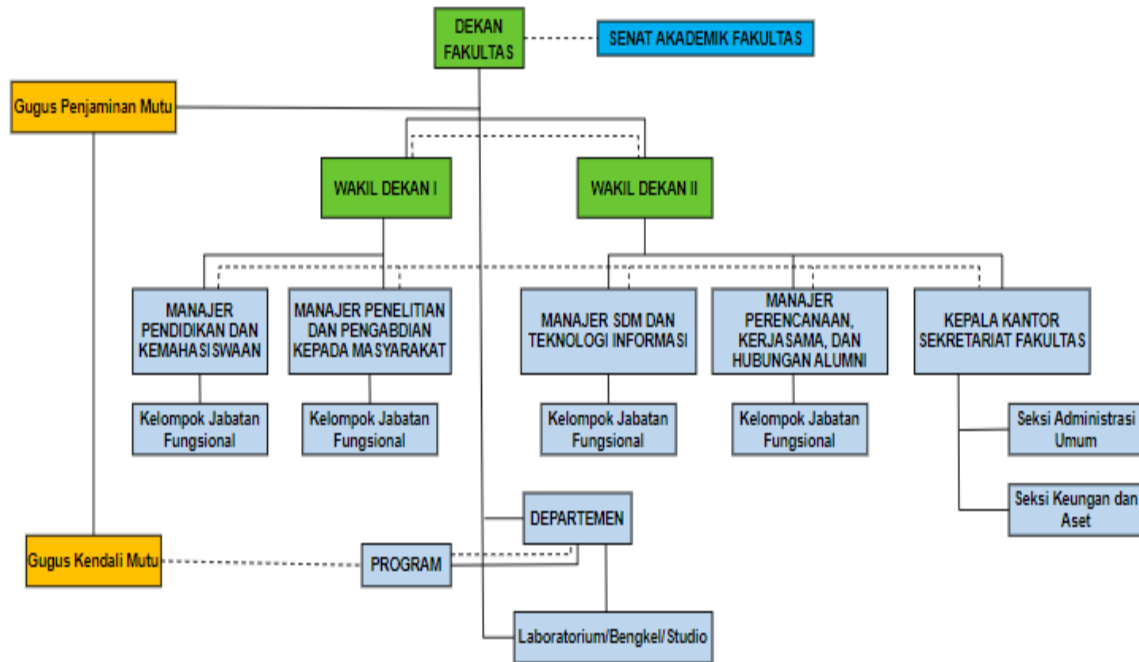 DEKAN
FAKULTAS
SENAT AKADEMIK FAKULTAS
Gugus Penjaminan Mutu
WAKIL DEKAN I
WAKIL DEKAN II
MANAJER
PENDIDIKAN DAN
KEMAHASISWAAN
MANAJER PENELITIAN
DAN PENGABDIAN
KEPADA MASYARAKAT
MANAJER SDM DAN
TEKNOLOGI INFORMASI
MANAJER
PERENCANAAN,
KERJASAMA, DAN
HUBUNGAN ALUMNI
KEPALA KANTOR
SEKRETARIAT FAKULTAS
Kelompok Jabatan
Fungsional
Kelompok Jabatan
Fungsional
Kelompok Jabatan
Fungsional
Kelompok Jabatan
Fungsional
Seksi Administrasi
Umum
Seksi Keungan dan
Aset
DEPARTEMEN
Gugus Kendali Mutu
PROGRAM
Laboratorium/Bengkel/Studio